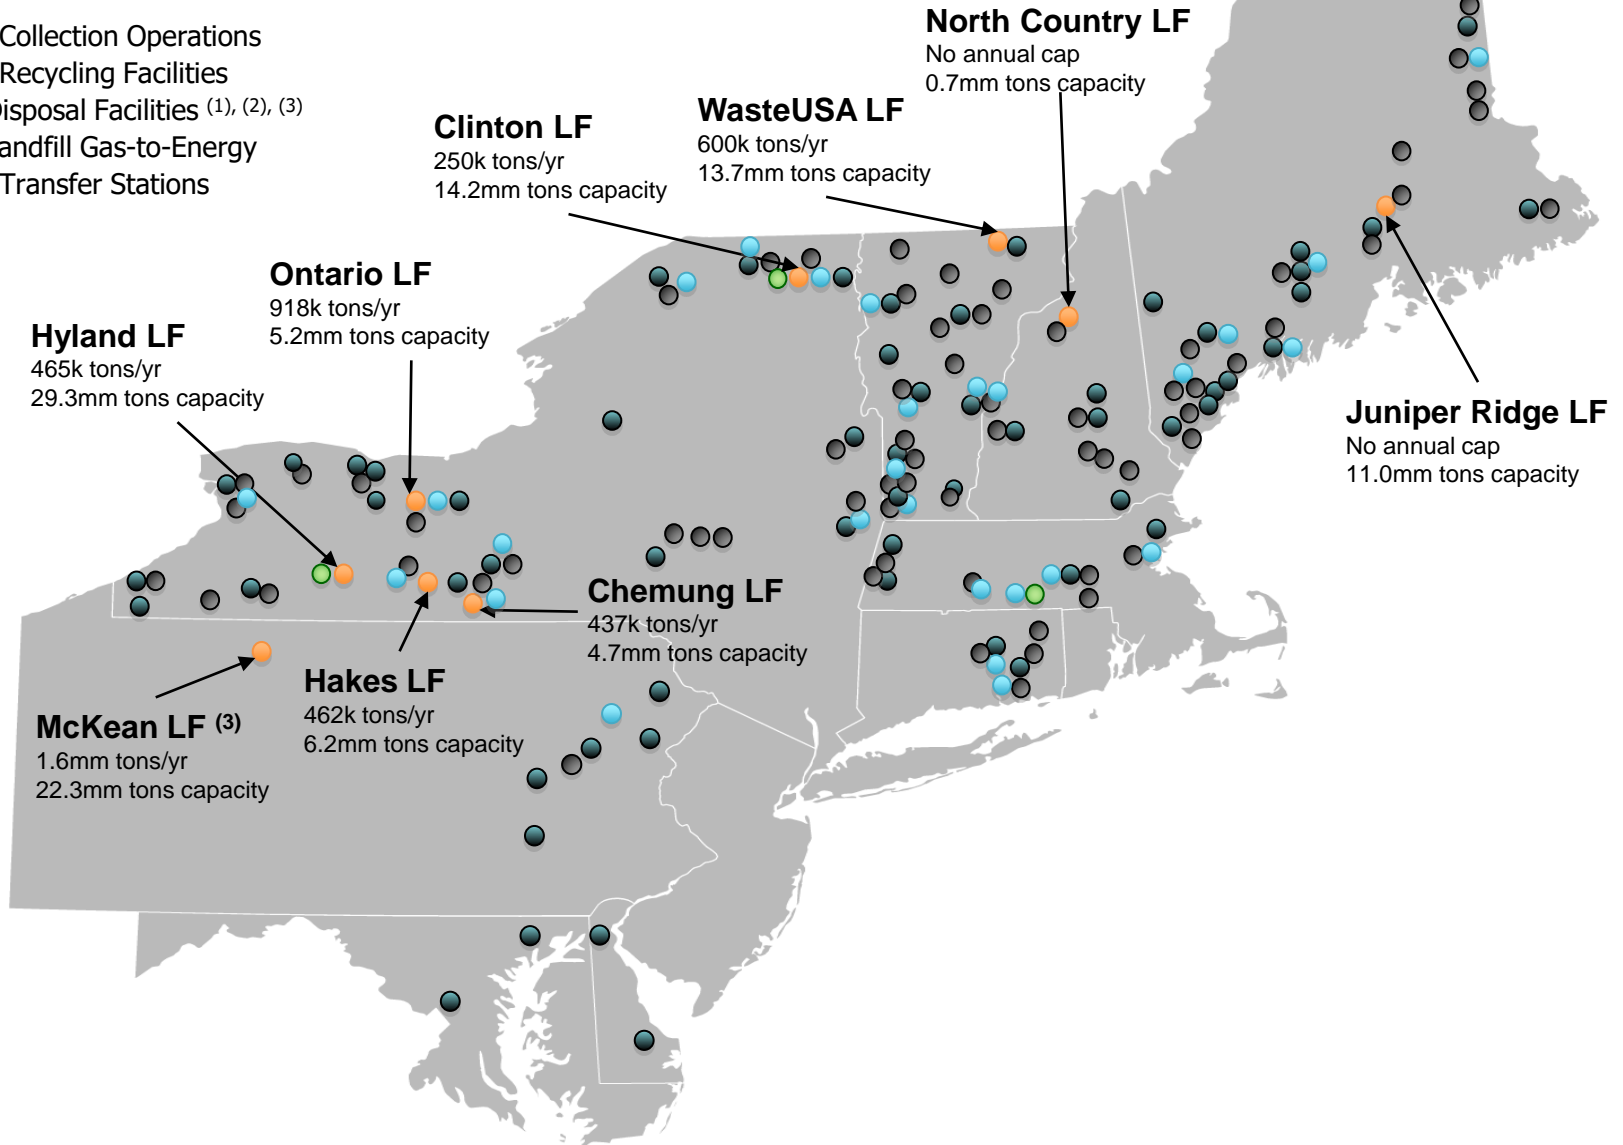 Collection Operations
Recycling Facilities
isposal Facilities (1), (2), (3)
andfill Gas-to-Energy
Transfer Stations
North Country LF
No annual cap
0.7mm tons capacity
WasteUSA LF
600k tons/yr
13.7mm tons capacity
Clinton LF
250k tons/yr
14.2mm tons capacity
Ontario LF
918k tons/yr
5.2mm tons capacity
Hyland LF
465k tons/yr
29.3mm tons capacity
Juniper Ridge LF
No annual cap
11.0mm tons capacity
Chemung LF
437k tons/yr
4.7mm tons capacity
Hakes LF
462k tons/yr
6.2mm tons capacity
McKean LF (3)
1.6mm tons/yr
22.3mm tons capacity